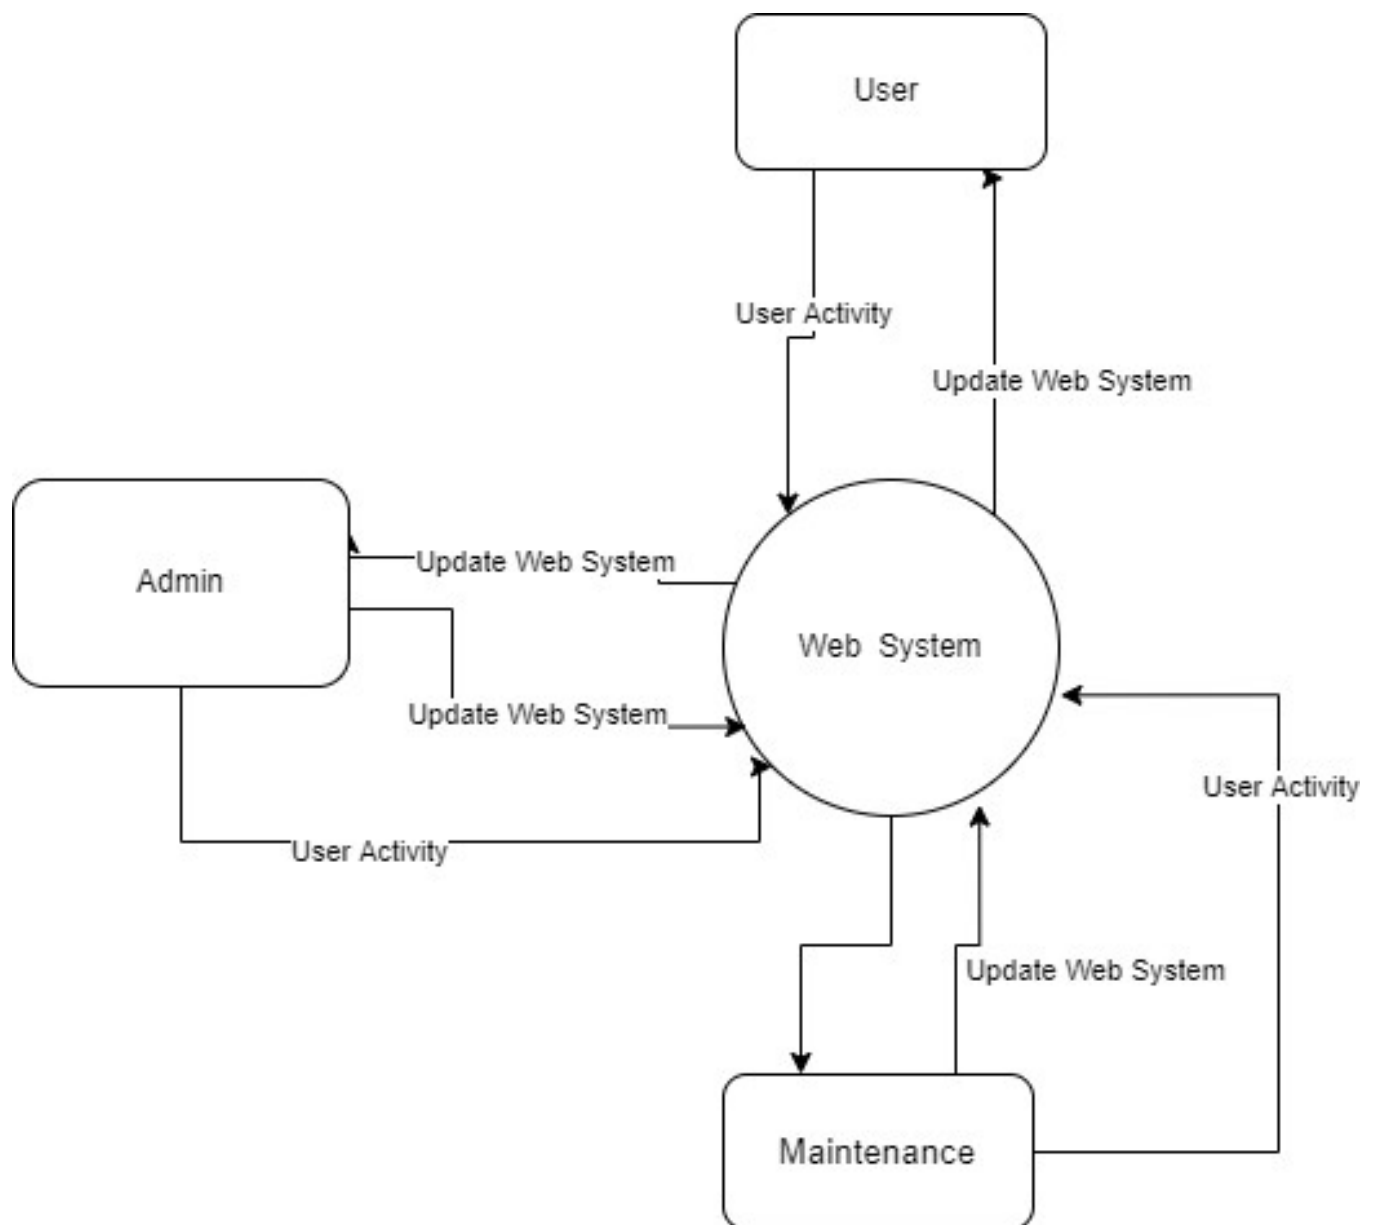 User
User Activity
Update Web System
Update Web System
Admin
Web  System
Update Web System
User Activity
User Activity
Update Web System
Maintenance